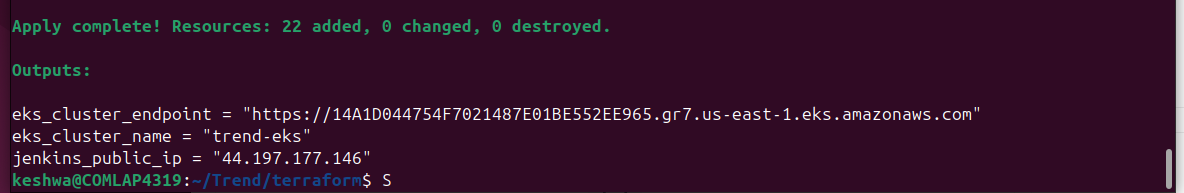 Apply complete! Resources: 22 added, 0 changed, 0 destroyed.
Outputs:
eks_cluster_endpoint = "https://14A1D044754F7021487E01BE552EE965.gr7.us-east-1.eks.amazonaws.com"
eks_cluster_name = "trend-eks"
jenkins_public_ip = "44.197.177.146"
keshwa@COMLAP4319:~/Trend/terraform$ S